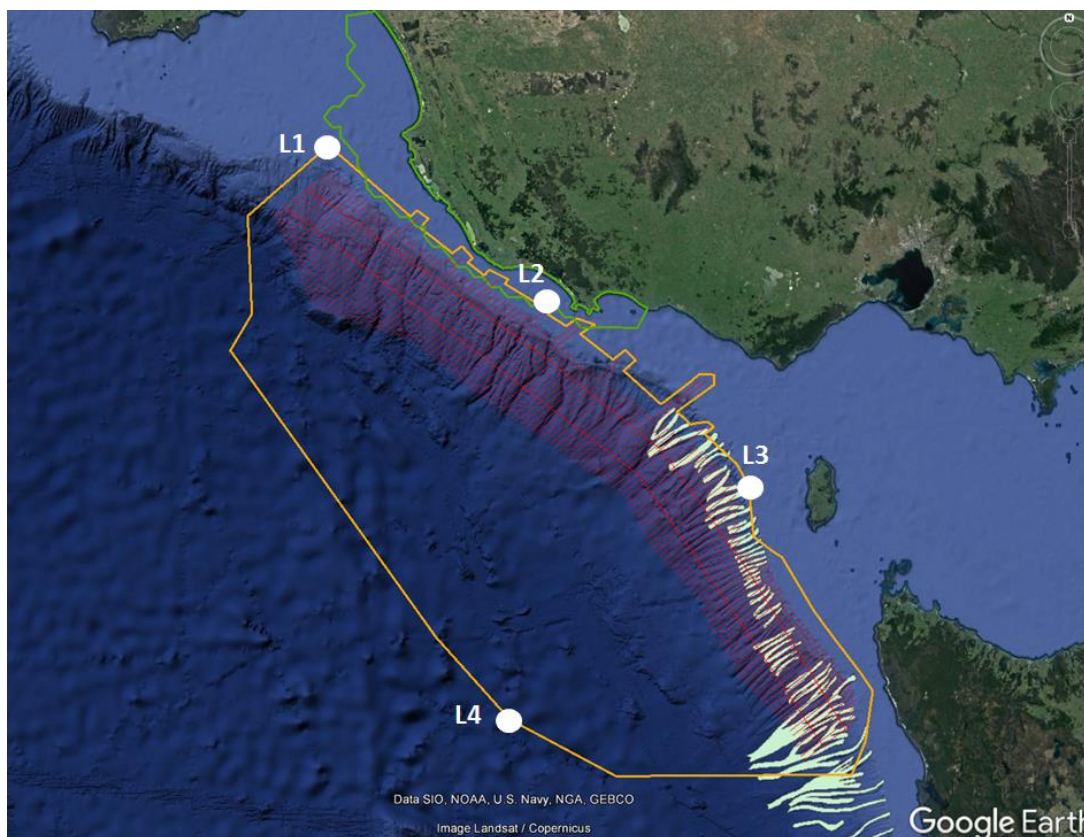 N
L1
L2
L3
L4
Data SIO, NOAA, U.S. Navy, NGA, GEBCO
Image Landsat / Copernicus
Google Earth